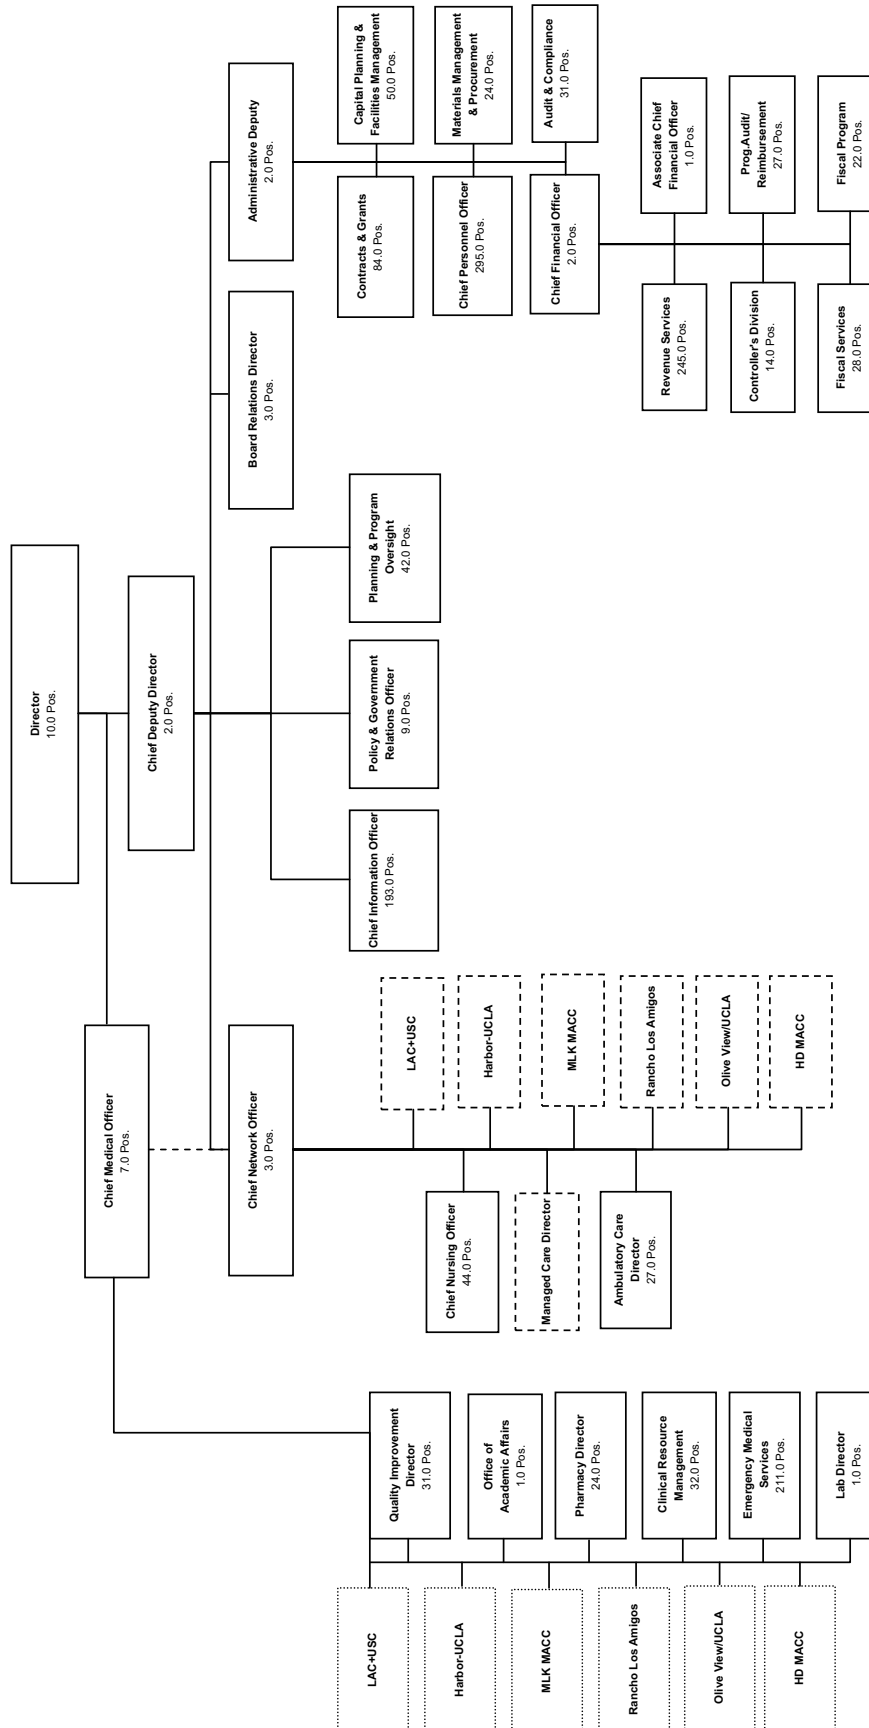 Director
10.0 Pos.
Chief Deputy Director
2.0 Pos.
Chief Medical Officer
7.0 Pos.
Chief Network Officer
3.0 Pos.
Board Relations Director
3.0 Pos.
Administrative Deputy
2.0 Pos.
Chief Information Officer
193.0 Pos.
Policy & Government
Relations Officer
9.0 Pos.
Planning & Program
Oversight
42.0 Pos.
LAC+USC
Harbor-UCLA
MLK MACC
Rancho Los Amigos
Olive View/UCLA
HD MACC
Quality Improvement
Director
31.0 Pos.
Office of
Academic Affairs
1.0 Pos.
Pharmacy Director
24.0 Pos.
Clinical Resource
Management
32.0 Pos.
Emergency Medical
Services
211.0 Pos.
Lab Director
1.0 Pos.
Chief Nursing Officer
44.0 Pos.
Managed Care Director
Ambulatory Care
Director
27.0 Pos.
LAC+USC
Harbor-UCLA
MLK MACC
Rancho Los Amigos
Olive View/UCLA
HD MACC
Contracts & Grants
84.0 Pos.
Capital Planning &
Facilities Management
50.0 Pos.
Chief Personnel Officer
295.0 Pos.
Materials Management
& Procurement
24.0 Pos.
Chief Financial Officer
2.0 Pos.
Audit & Compliance
31.0 Pos.
Revenue Services
245.0 Pos.
Associate Chief
Financial Officer
1.0 Pos.
Controller's Division
14.0 Pos.
Prog.Audit/
Reimbursement
27.0 Pos.
Fiscal Services
28.0 Pos.
Fiscal Program
22.0 Pos.